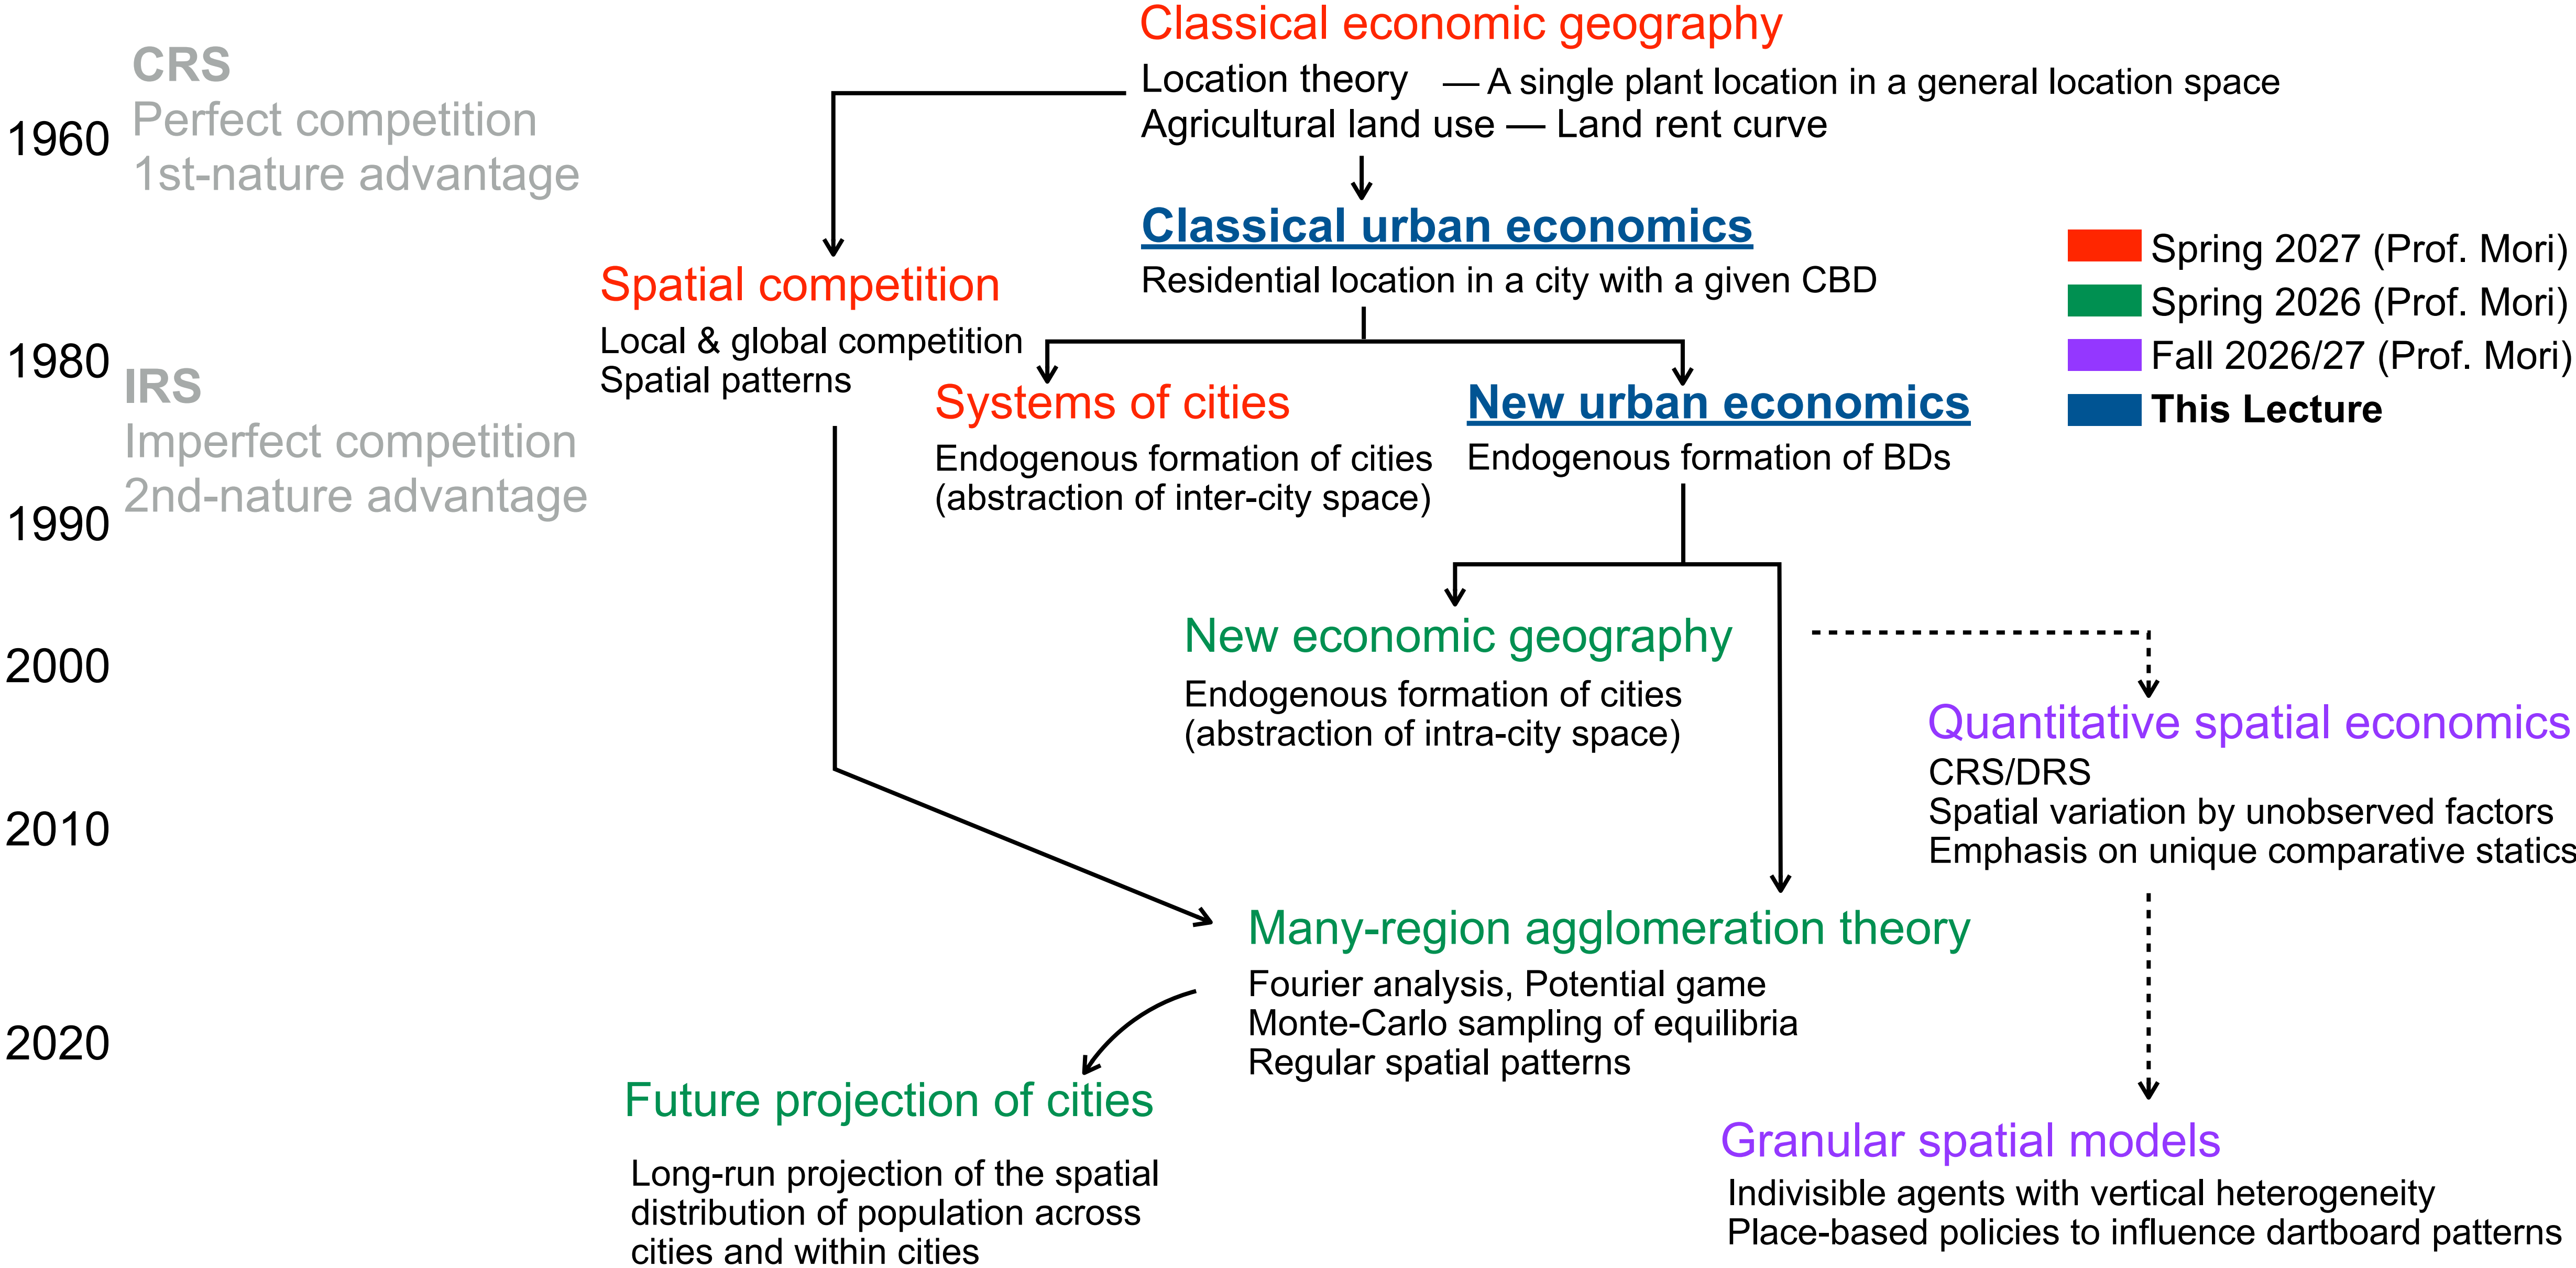 Classical economic geography
Location theory — A single plant location in a general location space
Agricultural land use — Land rent curve
CRS
Perfect competition
1st-nature advantage
1960
Classical urban economics
Residential location in a city with a given CBD
Spatial competition
Local & global competition
Spatial patterns
Spring 2027 (Prof. Mori)
Spring 2026 (Prof. Mori)
Fall 2026/27 (Prof. Mori)
This Lecture
1980
IRS
Imperfect competition
2nd-nature advantage
Systems of cities
Endogenous formation of cities
(abstraction of inter-city space)
New urban economics
Endogenous formation of BDs
1990
New economic geography
Endogenous formation of cities
(abstraction of intra-city space)
2000
Quantitative spatial economics
CRS/DRS
Spatial variation by unobserved factors
Emphasis on unique comparative statics
2010
Many-region agglomeration theory
Fourier analysis, Potential game
Monte-Carlo sampling of equilibria
Regular spatial patterns
2020
Future projection of cities
Long-run projection of the spatial
distribution of population across
cities and within cities
Granular spatial models
Indivisible agents with vertical heterogeneity
Place-based policies to influence dartboard patterns